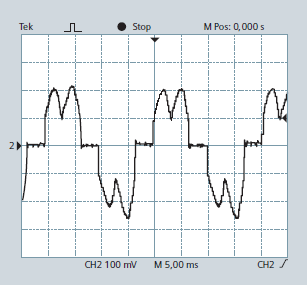 Tek Stop M Pos: 0,000 s
2
CH2 100 mV M 5,00 ms CH2